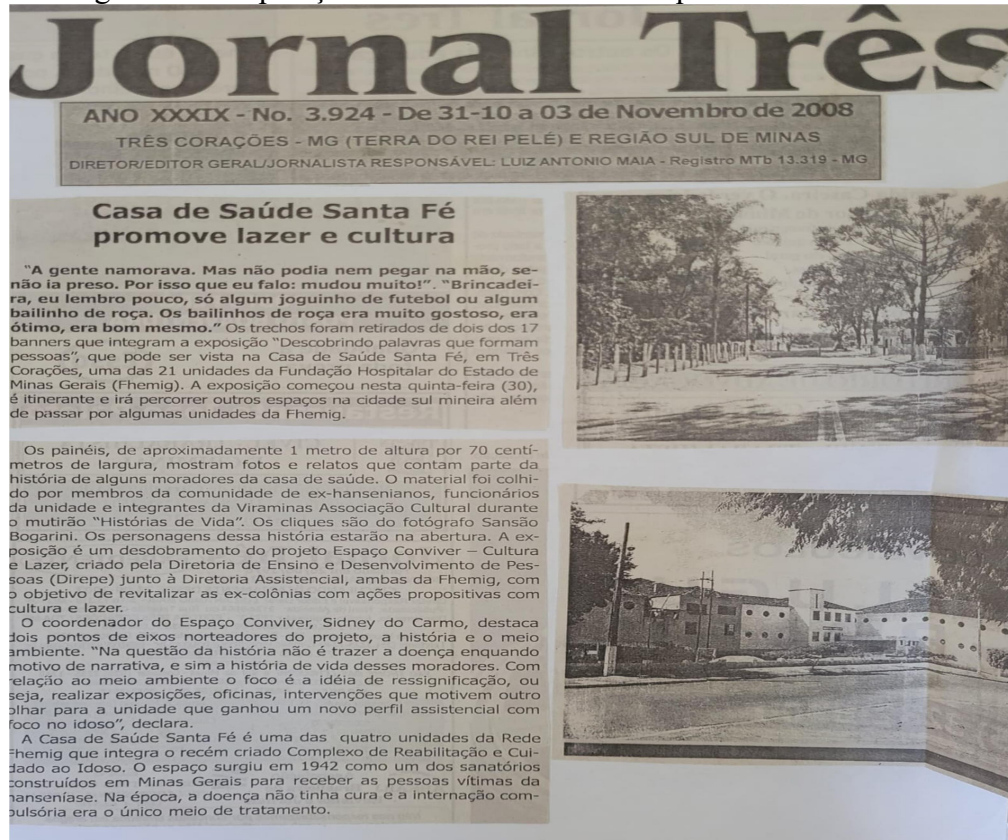 Jornal Três
ANO XXXIX - No. 3.924 - De 31-10 a 03 de Novembro de 2008
TRÊS CORAÇÕES - MG (TERRA DO REI PELÉ) E REGIÃO SUL DE MINAS
DIRETOR/EDITOR GERAL/JORNALISTA RESPONSÁVEL: LUIZ ANTONIO MAIA - Registro MTb 13.319 - MG
Casa de Saúde Santa Fé
promove lazer e cultura
"A gente namorava. Mas não podia nem pegar na mão, se-
não ia preso. Por isso que eu falo: mudou muito!". "Brincadei-
ra, eu lembro pouco, só algum joguinho de futebol ou algum
bailinho de roça. Os bailinhos de roça era muito gostoso, era
ótimo, era bom mesmo." Os trechos foram retirados de dois dos 17
banners que integram a exposição "Descobrindo palavras que formam
pessoas", que pode ser vista na Casa de Saúde Santa Fé, em Três
Corações, uma das 21 unidades da Fundação Hospitalar do Estado de
Minas Gerais (Fhemig). A exposição começou nesta quinta-feira (30),
é itinerante e irá percorrer outros espaços na cidade sul mineira além
de passar por algumas unidades da Fhemig.
Os painéis, de aproximadamente 1 metro de altura por 70 centí-
metros de largura, mostram fotos e relatos que contam parte da
história de alguns moradores da casa de saúde. O material foi colhi-
do por membros da comunidade de ex-hansenianos, funcionários
da unidade e integrantes da Viraminas Associação Cultural durante
o mutirão "Histórias de Vida". Os cliques são do fotógrafo Sansão
Bogarini. Os personagens dessa história estarão na abertura. A ex-
posição é um desdobramento do projeto Espaço Conviver – Cultura
e Lazer, criado pela Diretoria de Ensino e Desenvolvimento de Pes-
soas (Direpe) junto à Diretoria Assistencial, ambas da Fhemig, com
o objetivo de revitalizar as ex-colônias com ações propositivas com
cultura e lazer.
O coordenador do Espaço Conviver, Sidney do Carmo, destaca
dois pontos de eixos norteadores do projeto, a história e o meio
ambiente. "Na questão da história não é trazer a doença enquando
motivo de narrativa, e sim a história de vida desses moradores. Com
relação ao meio ambiente o foco é a idéia de ressignificação, ou
seja, realizar exposições, oficinas, intervenções que motivem outro
olhar para a unidade que ganhou um novo perfil assistencial com
foco no idoso", declara.
A Casa de Saúde Santa Fé é uma das quatro unidades da Rede
Fhemig que integra o recém criado Complexo de Reabilitação e Cui-
dado ao Idoso. O espaço surgiu em 1942 como um dos sanatórios
construídos em Minas Gerais para receber as pessoas vítimas da
hanseníase. Na época, a doença não tinha cura e a internação com-
pulsória era o único meio de tratamento.